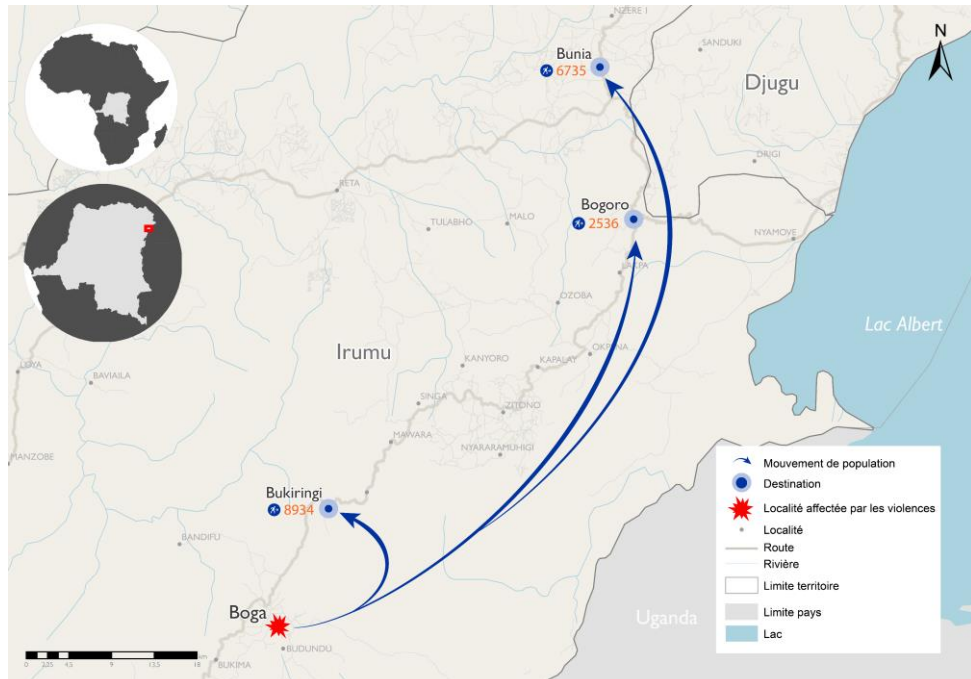 NZERE I
N
Bunia
6735
SANDUKI
Djugu
DRIGI
RETA
Bogoro
2536
TULABHO
MALO
NYAMOVE
LAKPA
OZOBA
Lac Albert
Irumu
OKPENA
KANYORO
KAPALAY
BAVIAILA
SINGA
ZITONO
MAWARA
NYARARAMUHIGI
MANZOBE
Bukiringi
8934
BANDIFU
Boga
BUDUNDU
BUKIMA
Uganda
Mouvement de population
Destination
Localité affectée par les violences
Localité
Route
Rivière
Limite territoire
Limite pays
Lac
0 2,25 4,5 9 13,5 18